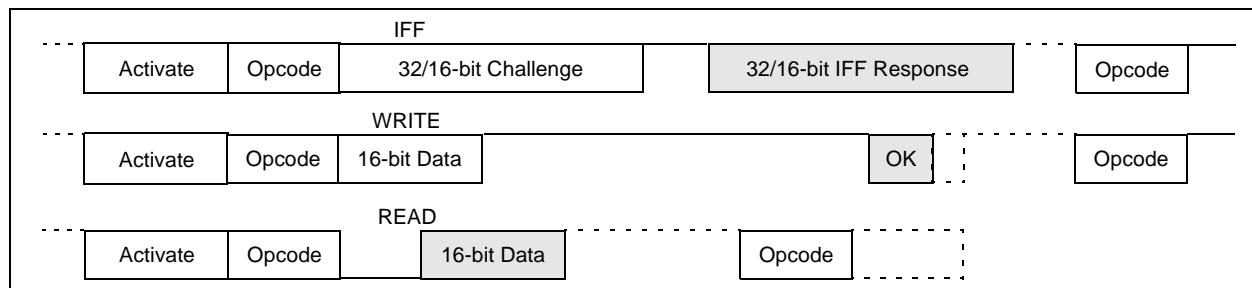 IFF
Activate Opcode 32/16-bit Challenge 32/16-bit IFF Response Opcode
WRITE
Activate Opcode 16-bit Data OK Opcode
READ
Activate Opcode 16-bit Data Opcode